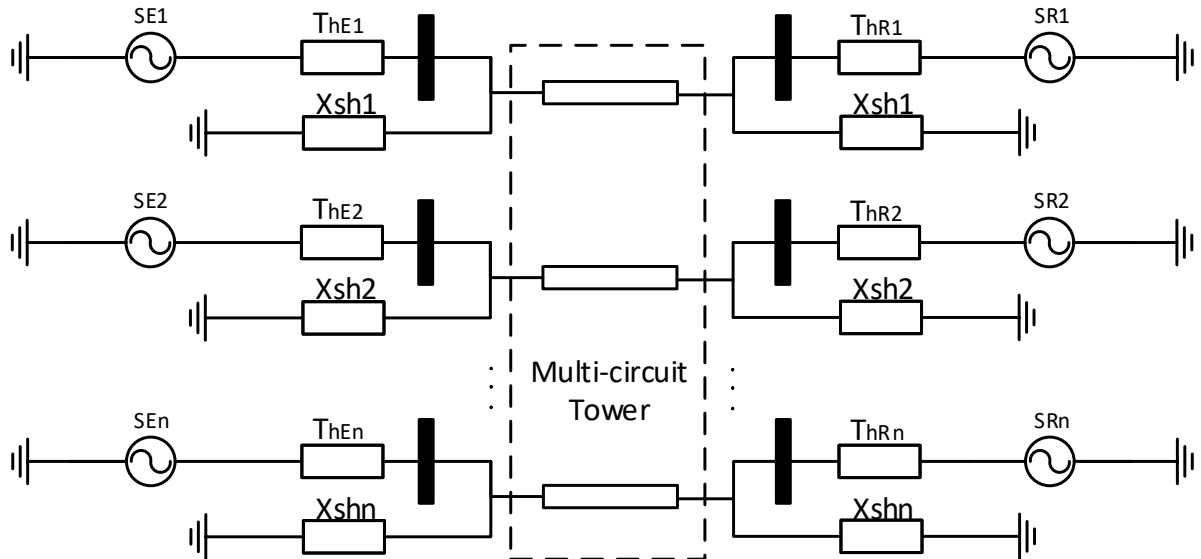 SE1 ThE1 ThR1 SR1
Xsh1 Xsh1
SE2 ThE2 ThR2 SR2
Xsh2 Xsh2
Multi-circuit
Tower
SEn ThEn ThRn SRn
Xshn Xshn